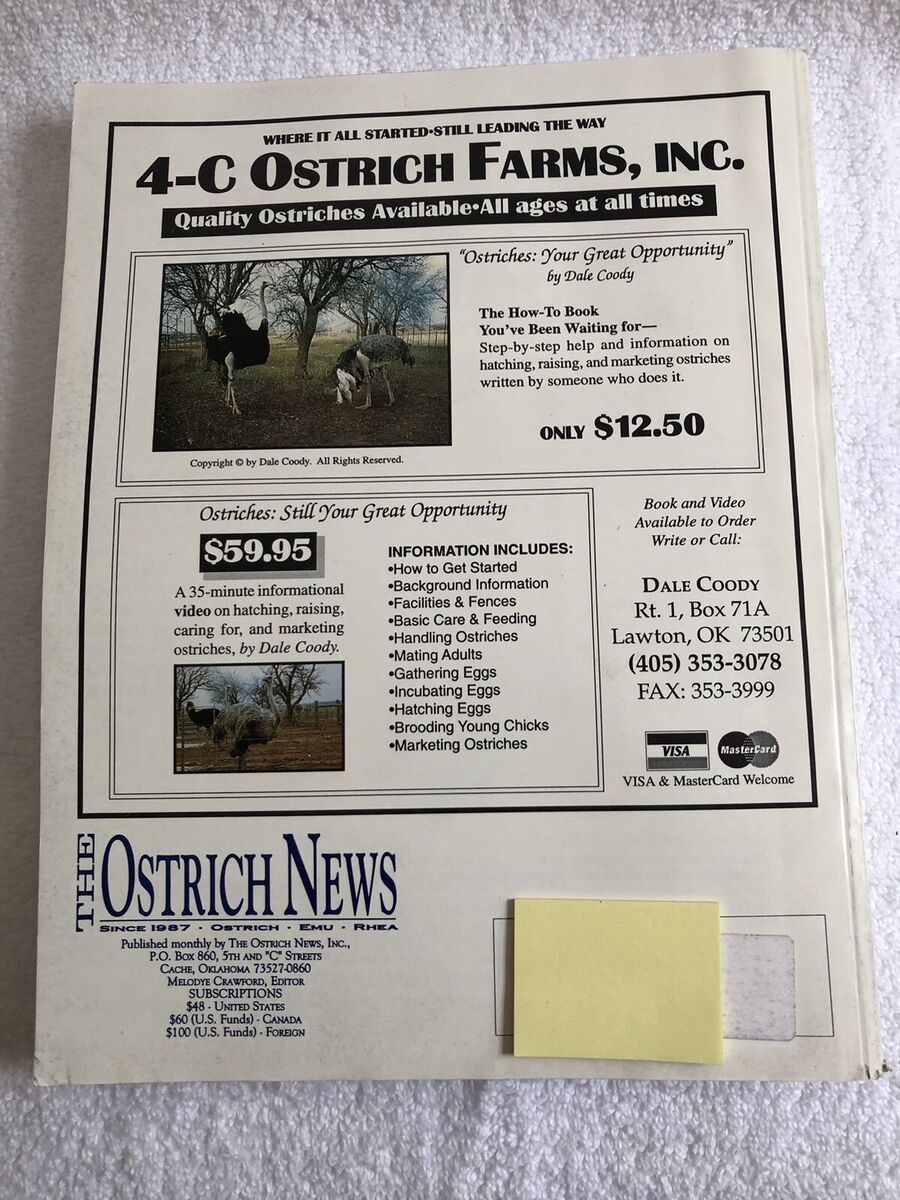 WHERE IT ALL STARTED•STILL LEADING THE WAY
4-C OSTRICH FARMS, INC.
Quality Ostriches Available•All ages at all times
"Ostriches: Your Great Opportunity"
by Dale Coody
The How-To Book
You've Been Waiting for—
Step-by-step help and information on
hatching, raising, and marketing ostriches
written by someone who does it.
ONLY $12.50
Copyright © by Dale Coody. All Rights Reserved.
Ostriches: Still Your Great Opportunity
$59.95
A 35-minute informational
video on hatching, raising,
caring for, and marketing
ostriches, by Dale Coody.
INFORMATION INCLUDES:
•How to Get Started
•Background Information
•Facilities & Fences
•Basic Care & Feeding
•Handling Ostriches
•Mating Adults
•Gathering Eggs
•Incubating Eggs
•Hatching Eggs
•Brooding Young Chicks
•Marketing Ostriches
Book and Video
Available to Order
Write or Call:
DALE COODY
Rt. 1, Box 71A
Lawton, OK 73501
(405) 353-3078
FAX: 353-3999
VISA MasterCard
VISA & MasterCard Welcome
THE OSTRICH NEWS
SINCE 1987 · OSTRICH · EMU · RHEA
Published monthly by THE OSTRICH NEWS, INC.,
P.O. BOX 860, 5TH AND "C" STREETS
CACHE, OKLAHOMA 73527-0860
MELODYE CRAWFORD, EDITOR
SUBSCRIPTIONS
$48 - UNITED STATES
$60 (U.S. FUNDS) - CANADA
$100 (U.S. FUNDS) - FOREIGN